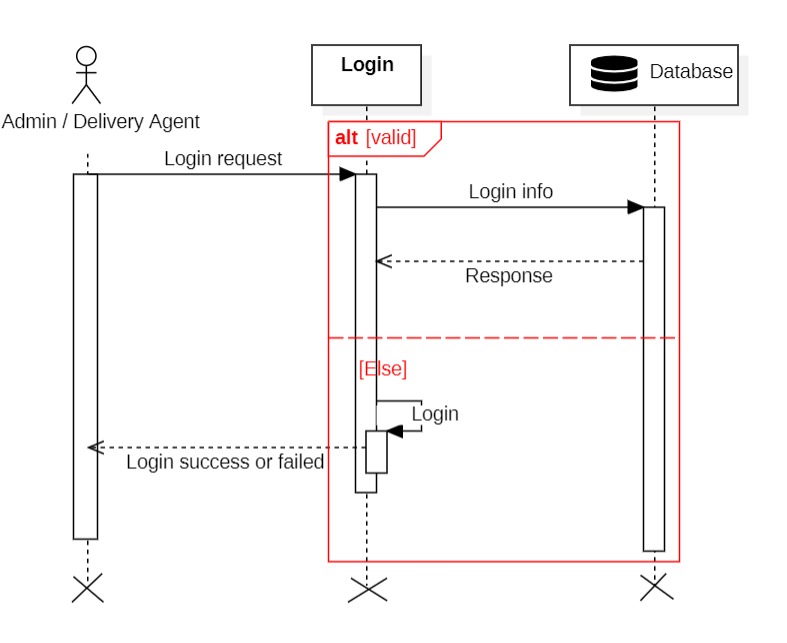 Login
Database
Admin / Delivery Agent
alt [valid]
Login request
Login info
Response
[Else]
Login
Login success or failed